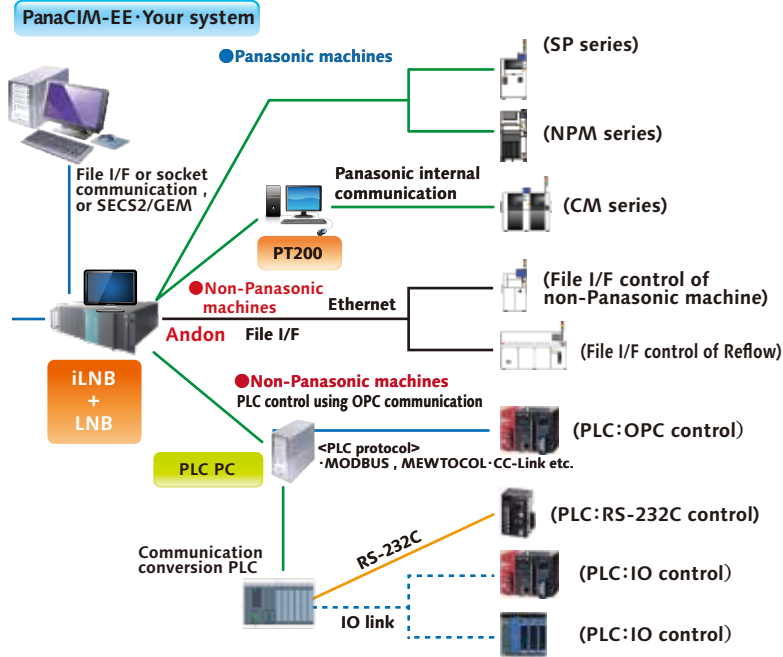 PanaCIM-EE·Your system
●Panasonic machines
(SP series)
(NPM series)
File I/F or socket
communication ,
or SECS2/GEM
Panasonic internal
communication
(CM series)
PT200
●Non-Panasonic
machines
Ethernet
(File I/F control of
non-Panasonic machine)
Andon
File I/F
(File I/F control of Reflow)
iLNB
+
LNB
●Non-Panasonic machines
PLC control using OPC communication
(PLC:OPC control)
<PLC protocol>
·MODBUS , MEWTOCOL·CC-Link etc.
PLC PC
(PLC:RS-232C control)
RS-232C
Communication
conversion PLC
(PLC:IO control)
IO link
(PLC:IO control)